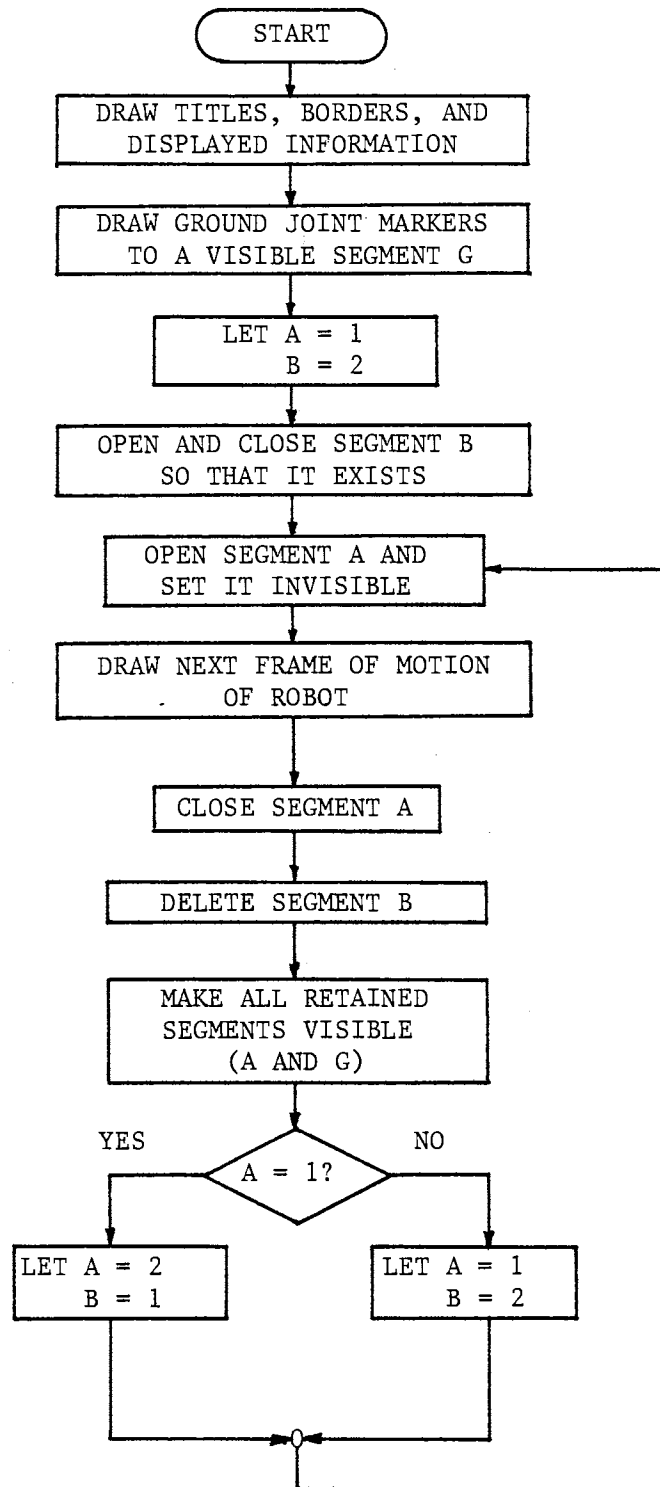 START
DRAW TITLES, BORDERS, AND
DISPLAYED INFORMATION
DRAW GROUND JOINT MARKERS
TO A VISIBLE SEGMENT G
LET A = 1
B = 2
OPEN AND CLOSE SEGMENT B
SO THAT IT EXISTS
OPEN SEGMENT A AND
SET IT INVISIBLE
DRAW NEXT FRAME OF MOTION
OF ROBOT
CLOSE SEGMENT A
DELETE SEGMENT B
MAKE ALL RETAINED
SEGMENTS VISIBLE
(A AND G)
YES
NO
A = 1?
LET A = 2
B = 1
LET A = 1
B = 2